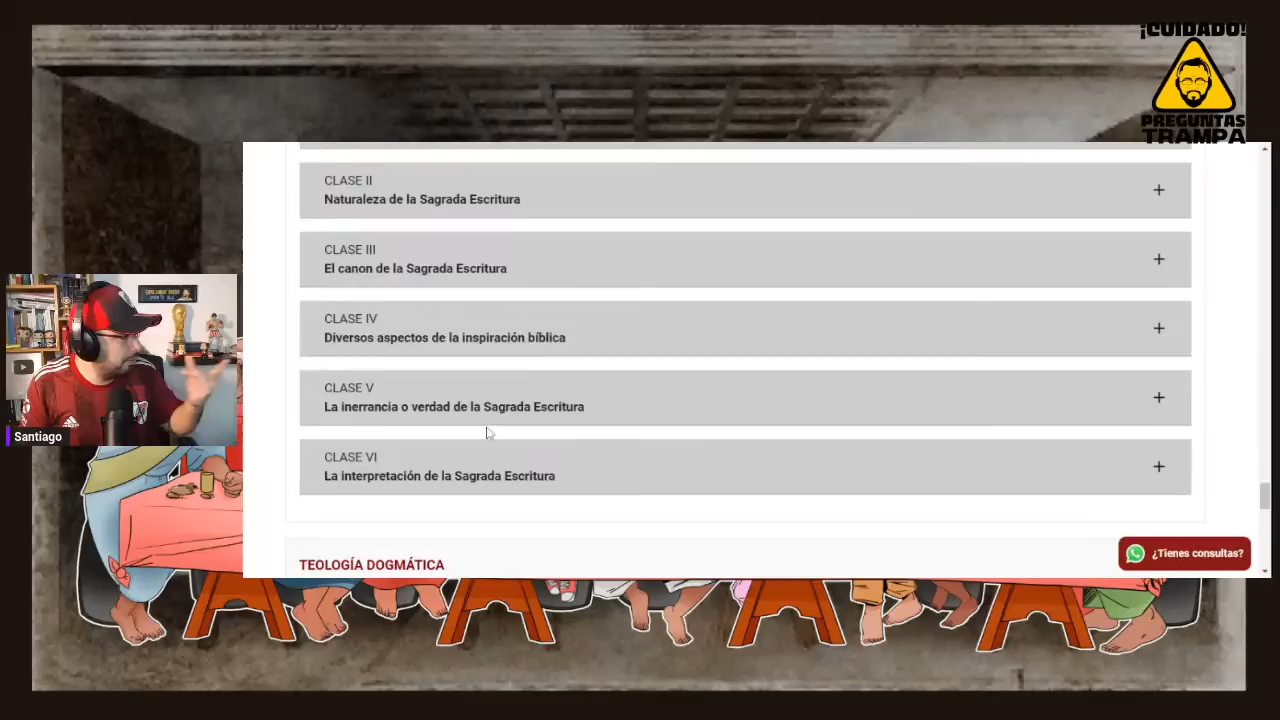 ¡CUIDADO!
PREGUNTAS
TRAMPA
CLASE II
Naturaleza de la Sagrada Escritura
CLASE III
El canon de la Sagrada Escritura
CLASE IV
Diversos aspectos de la inspiración bíblica
CLASE V
La inerrancia o verdad de la Sagrada Escritura
CLASE VI
La interpretación de la Sagrada Escritura
TEOLOGÍA DOGMÁTICA
¿Tienes consultas?
Santiago